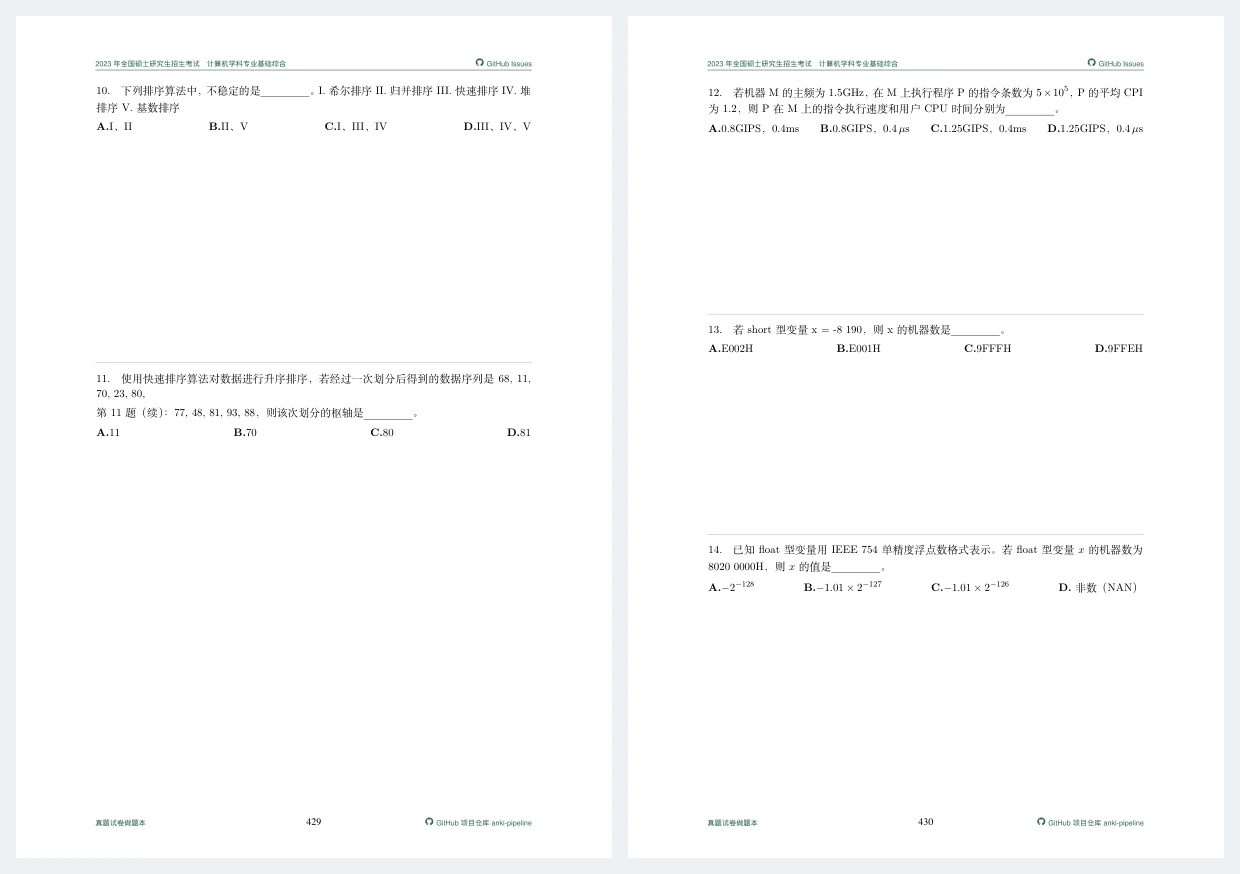 2023 年全国硕士研究生招生考试 计算机学科专业基础综合 GitHub Issues
10. 下列排序算法中，不稳定的是________。I. 希尔排序 II. 归并排序 III. 快速排序 IV. 堆
排序 V. 基数排序
A.I、II B.II、V C.I、III、IV D.III、IV、V
11. 使用快速排序算法对数据进行升序排序，若经过一次划分后得到的数据序列是 68, 11,
70, 23, 80,
第 11 题（续）：77, 48, 81, 93, 88，则该次划分的枢轴是________。
A.11 B.70 C.80 D.81
真题试卷做题本 429 GitHub 项目仓库 anki-pipeline
2023 年全国硕士研究生招生考试 计算机学科专业基础综合 GitHub Issues
12. 若机器 M 的主频为 1.5GHz，在 M 上执行程序 P 的指令条数为 5×10⁵，P 的平均 CPI
为 1.2，则 P 在 M 上的指令执行速度和用户 CPU 时间分别为________。
A.0.8GIPS，0.4ms B.0.8GIPS，0.4μs C.1.25GIPS，0.4ms D.1.25GIPS，0.4μs
13. 若 short 型变量 x = -8 190，则 x 的机器数是________。
A.E002H B.E001H C.9FFFH D.9FFEH
14. 已知 float 型变量用 IEEE 754 单精度浮点数格式表示。若 float 型变量 x 的机器数为
8020 0000H，则 x 的值是________。
A.−2⁻¹²⁸ B.−1.01 × 2⁻¹²⁷ C.−1.01 × 2⁻¹²⁶ D. 非数（NAN）
真题试卷做题本 430 GitHub 项目仓库 anki-pipeline